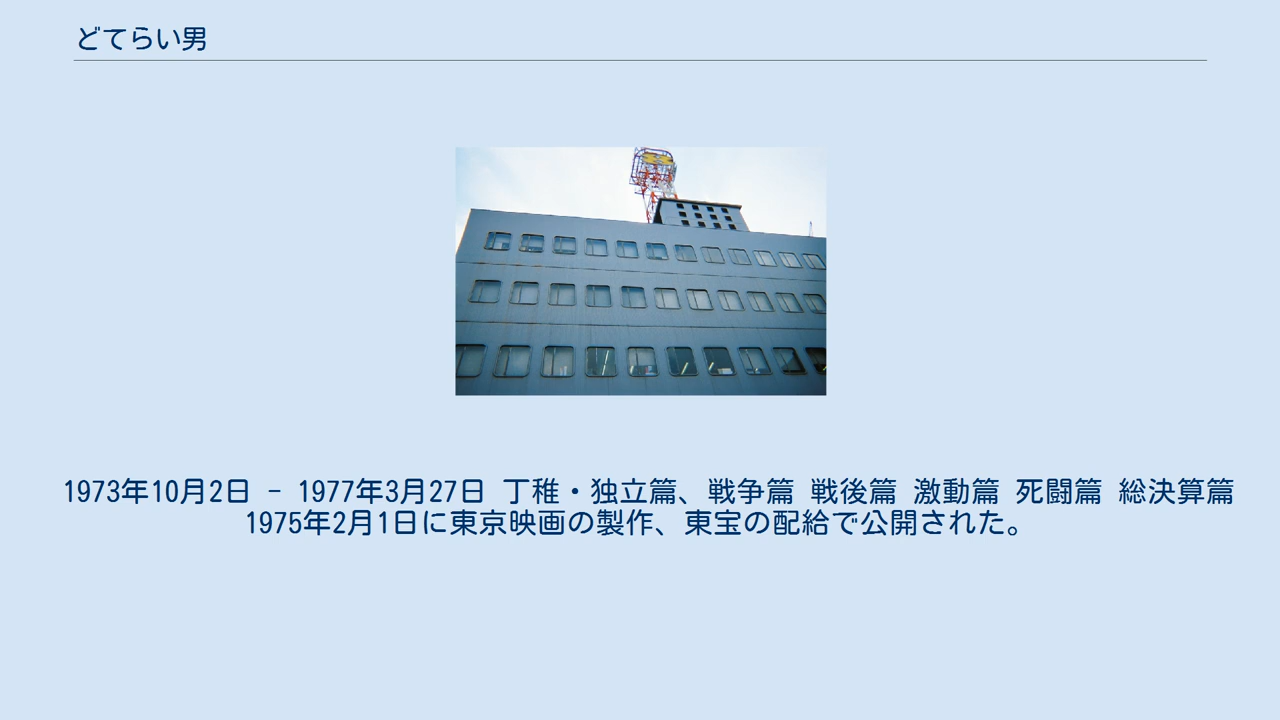 どてらい男
1973年10月2日 - 1977年3月27日 丁稚・独立篇、戦争篇 戦後篇 激動篇 死闘篇 総決算篇
1975年2月1日に東京映画の製作、東宝の配給で公開された。